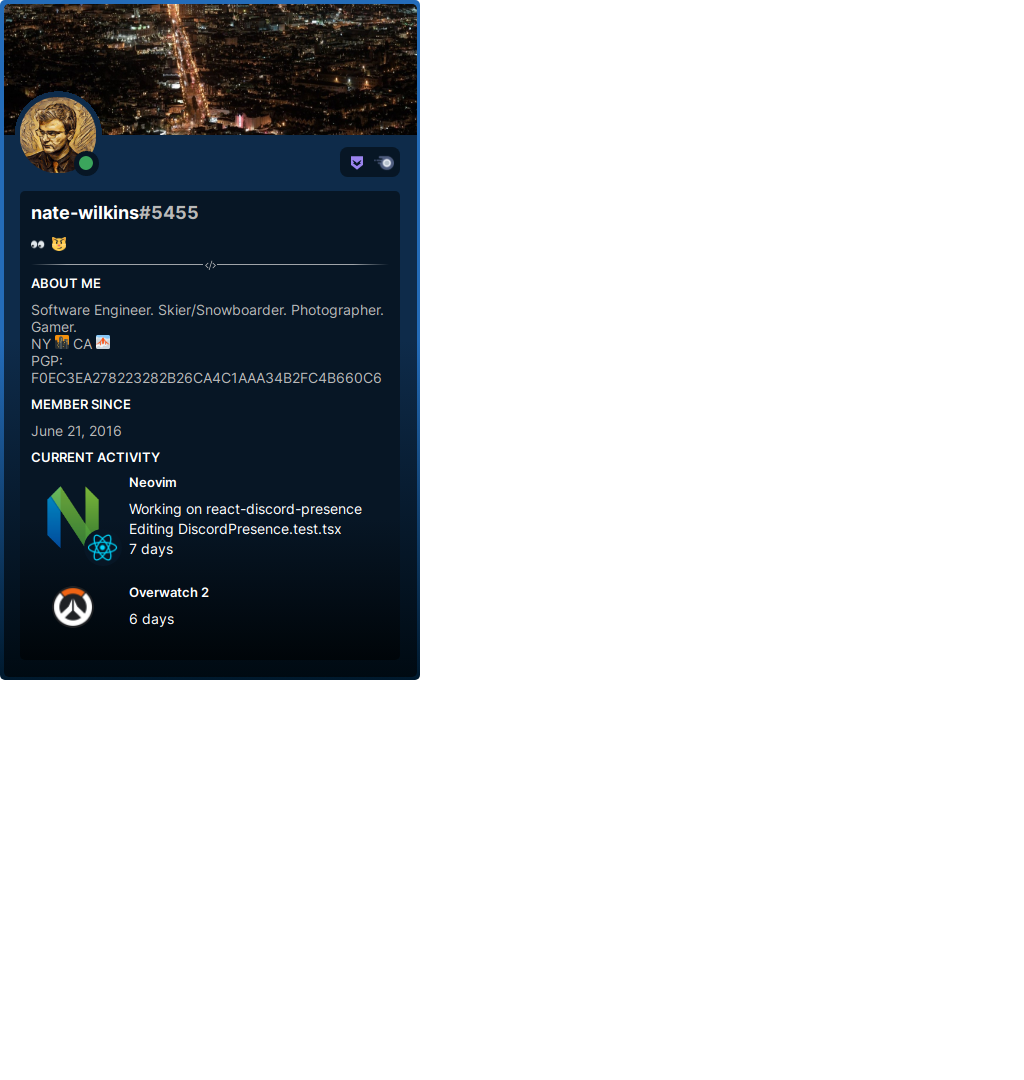 nate-wilkins#5455
👀 😼
</>
ABOUT ME
Software Engineer. Skier/Snowboarder. Photographer.
Gamer.
NY 🌆 CA 🏔
PGP:
F0EC3EA278223282B26CA4C1AAA34B2FC4B660C6
MEMBER SINCE
June 21, 2016
CURRENT ACTIVITY
Neovim
Working on react-discord-presence
Editing DiscordPresence.test.tsx
7 days
Overwatch 2
6 days